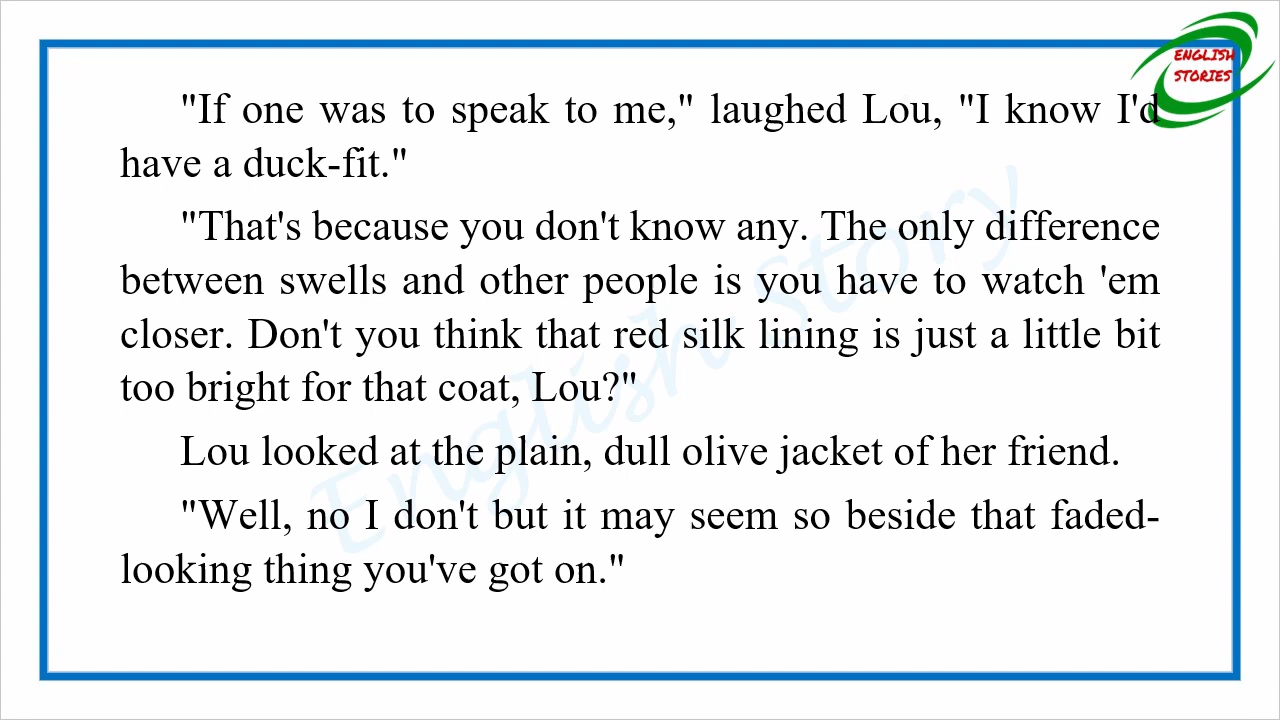 ENGLISH
STORIES
"If one was to speak to me," laughed Lou, "I know I'd
have a duck-fit."
"That's because you don't know any. The only difference
between swells and other people is you have to watch 'em
closer. Don't you think that red silk lining is just a little bit
too bright for that coat, Lou?"
Lou looked at the plain, dull olive jacket of her friend.
"Well, no I don't but it may seem so beside that faded-
looking thing you've got on."
English Story